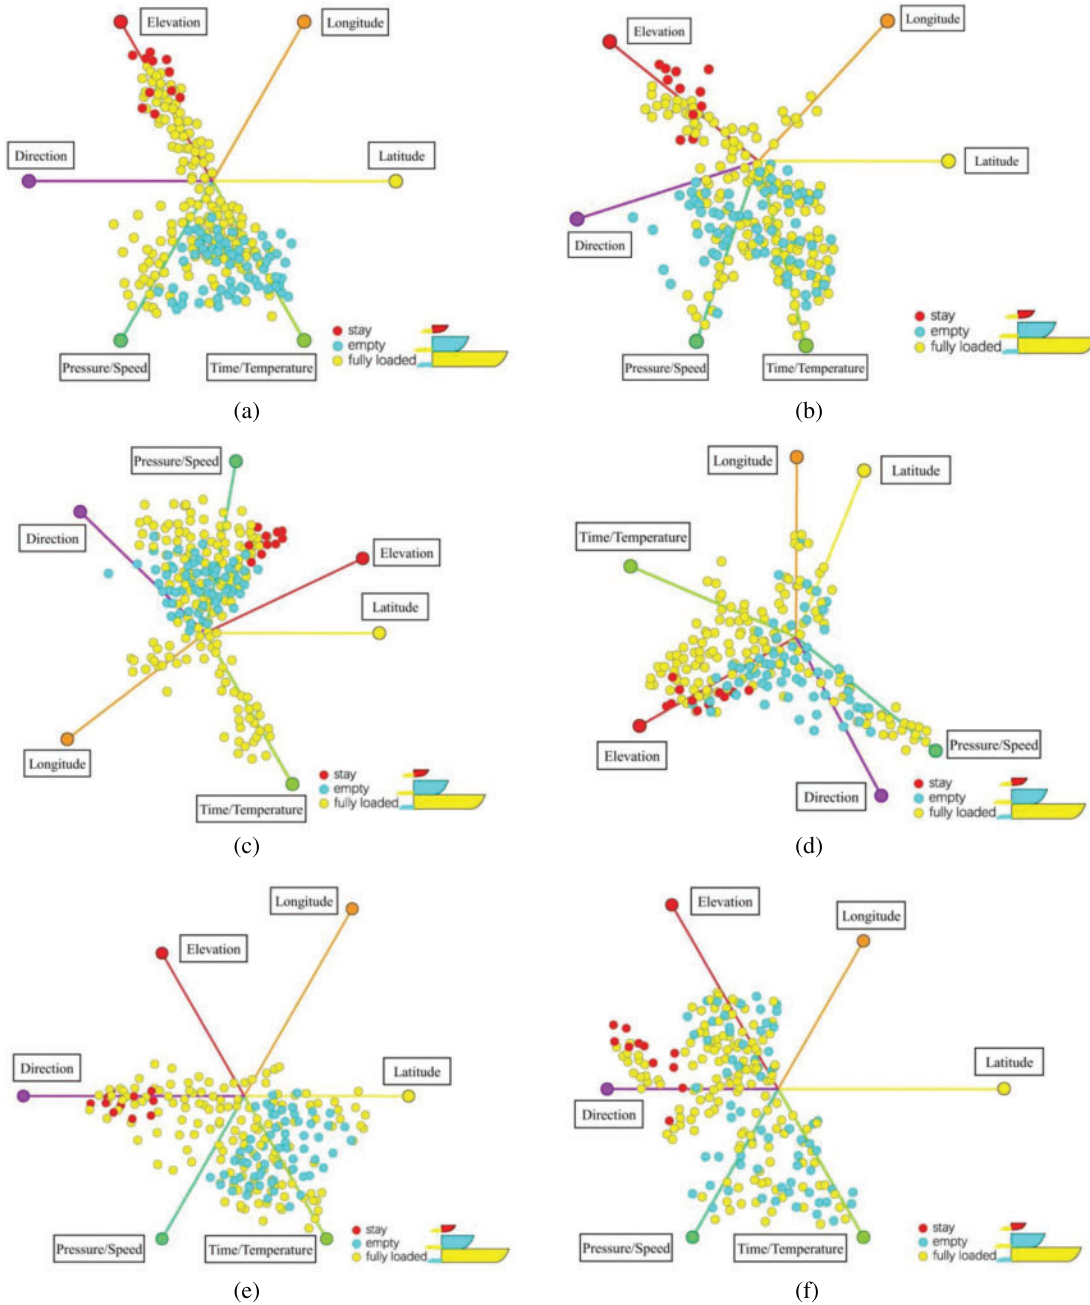 Elevation
Longitude
Direction
Latitude
Pressure/Speed
Time/Temperature
stay
empty
fully loaded
(a)
Elevation
Longitude
Latitude
Direction
Pressure/Speed
Time/Temperature
stay
empty
fully loaded
(b)
Pressure/Speed
Direction
Elevation
Latitude
Longitude
Time/Temperature
stay
empty
fully loaded
(c)
Longitude
Latitude
Time/Temperature
Elevation
Pressure/Speed
Direction
stay
empty
fully loaded
(d)
Longitude
Elevation
Direction
Latitude
Pressure/Speed
Time/Temperature
stay
empty
fully loaded
(e)
Elevation
Longitude
Latitude
Direction
Pressure/Speed
Time/Temperature
stay
empty
fully loaded
(f)